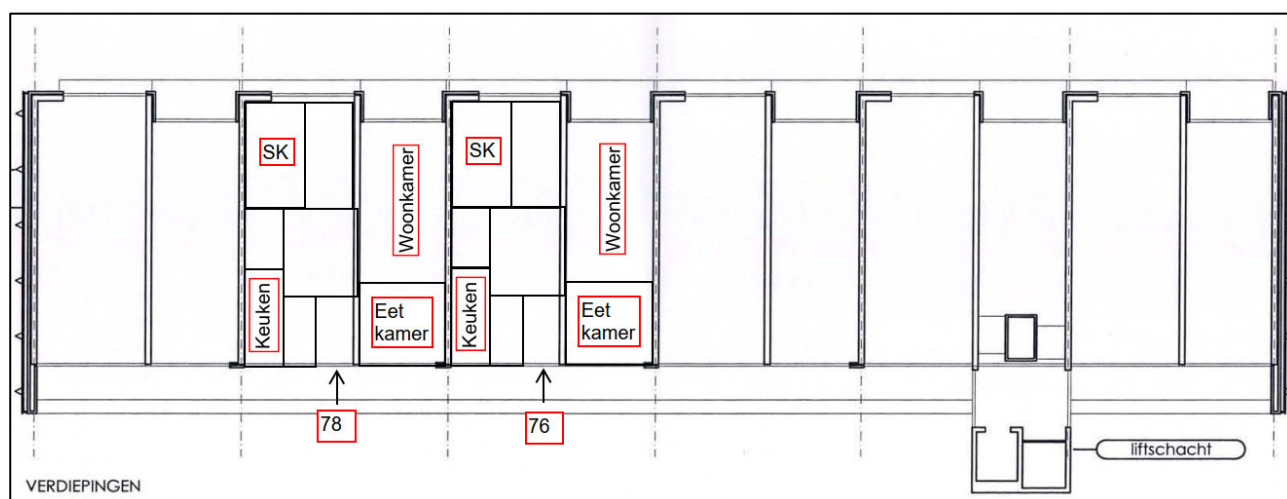 SK
Woonkamer
SK
Woonkamer
Keuken
Eet
kamer
Keuken
Eet
kamer
78
76
liftschacht
VERDIEPINGEN